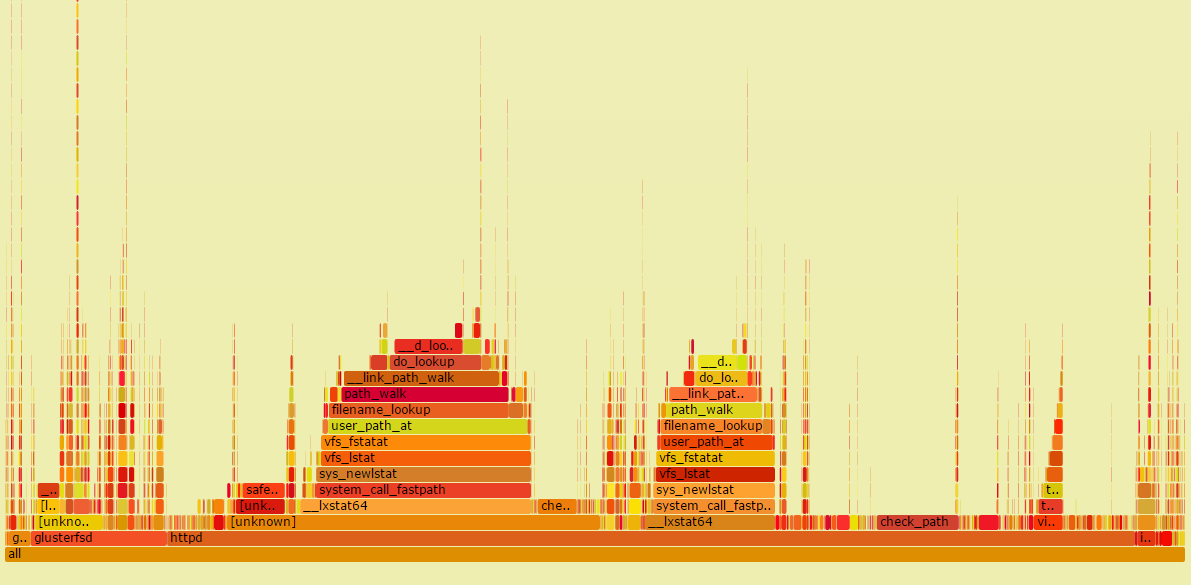 __d_loo..
do_lookup
__d..
__link_path_walk
do_lo..
path_walk
__link_pat..
filename_lookup
path_walk
user_path_at
filename_lookup
vfs_fstatat
user_path_at
vfs_lstat
vfs_fstatat
sys_newlstat
vfs_lstat
__..
safe..
system_call_fastpath
sys_newlstat
t..
[l..
[unk..
__lxstat64
che..
system_call_fastp..
t..
[unkno..
[unknown]
__lxstat64
check_path
vi..
g..
glusterfsd
httpd
i..
all